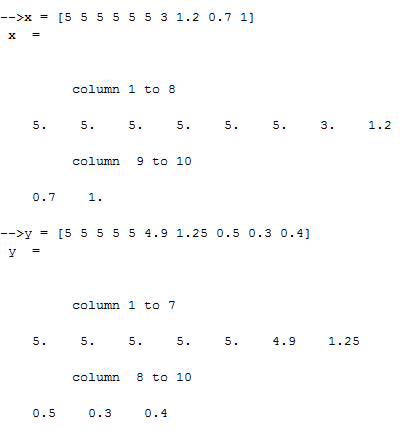 -->x = [5 5 5 5 5 5 3 1.2 0.7 1]
x =
column 1 to 8
5. 5. 5. 5. 5. 5. 3. 1.2
column 9 to 10
0.7 1.
-->y = [5 5 5 5 5 4.9 1.25 0.5 0.3 0.4]
y =
column 1 to 7
5. 5. 5. 5. 5. 4.9 1.25
column 8 to 10
0.5 0.3 0.4